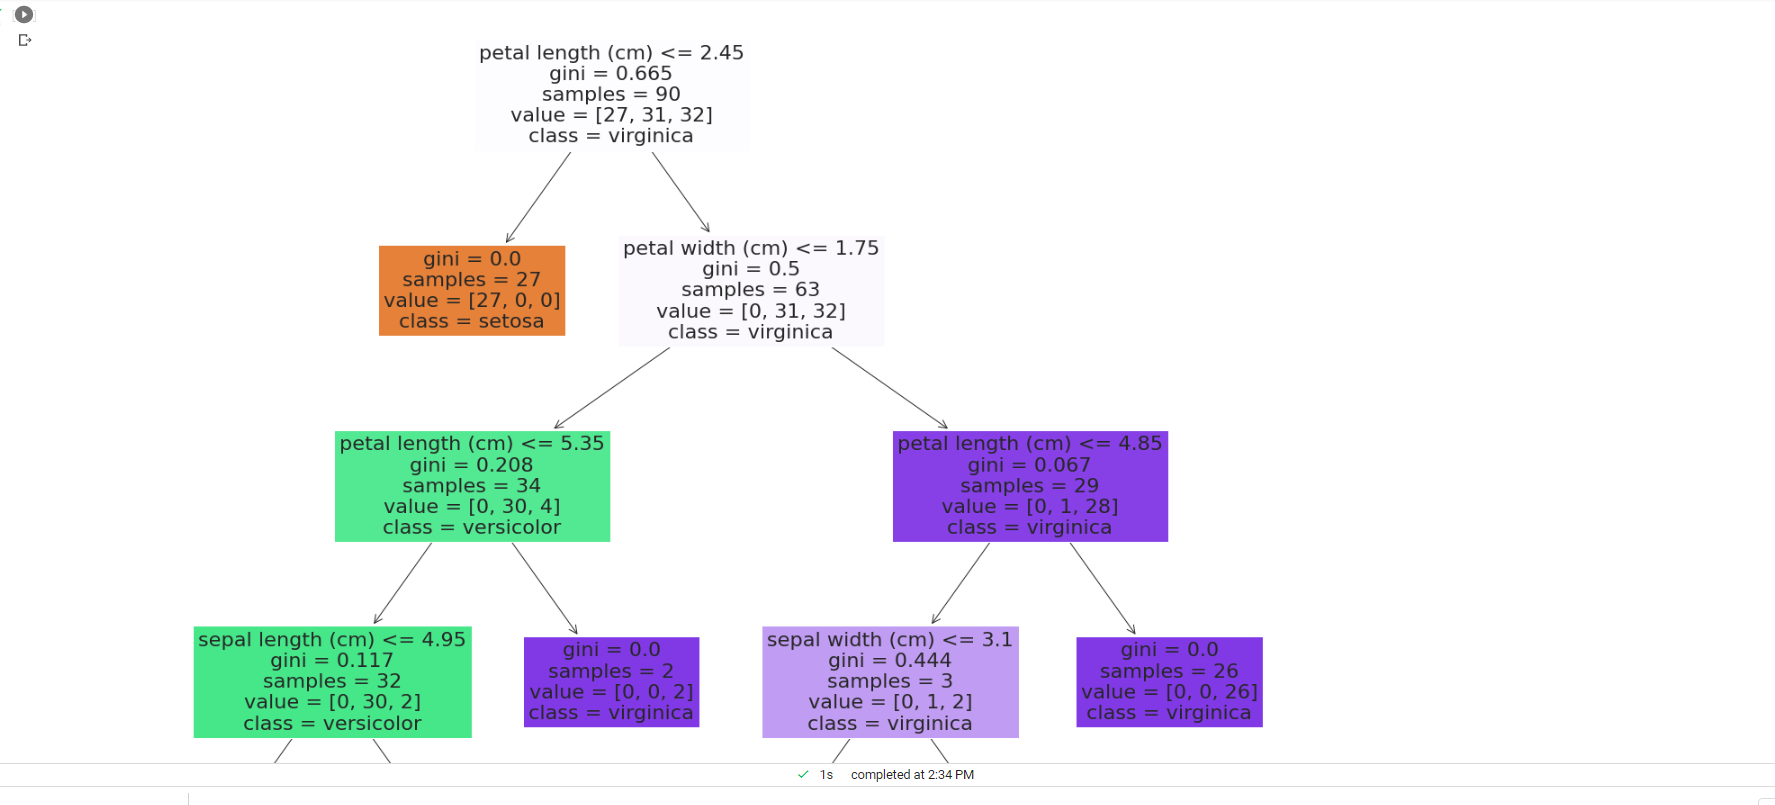 petal length (cm) <= 2.45
gini = 0.665
samples = 90
value = [27, 31, 32]
class = virginica
gini = 0.0
samples = 27
value = [27, 0, 0]
class = setosa
petal width (cm) <= 1.75
gini = 0.5
samples = 63
value = [0, 31, 32]
class = virginica
petal length (cm) <= 5.35
gini = 0.208
samples = 34
value = [0, 30, 4]
class = versicolor
petal length (cm) <= 4.85
gini = 0.067
samples = 29
value = [0, 1, 28]
class = virginica
sepal length (cm) <= 4.95
gini = 0.117
samples = 32
value = [0, 30, 2]
class = versicolor
gini = 0.0
samples = 2
value = [0, 0, 2]
class = virginica
sepal width (cm) <= 3.1
gini = 0.444
samples = 3
value = [0, 1, 2]
class = virginica
gini = 0.0
samples = 26
value = [0, 0, 26]
class = virginica
1s completed at 2:34 PM